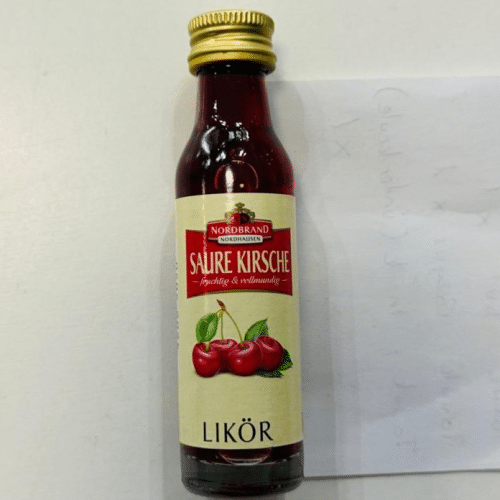 NORDBRAND
NORDHAUSEN
SAURE KIRSCHE
fruchtig & vollmundig
LIKÖR